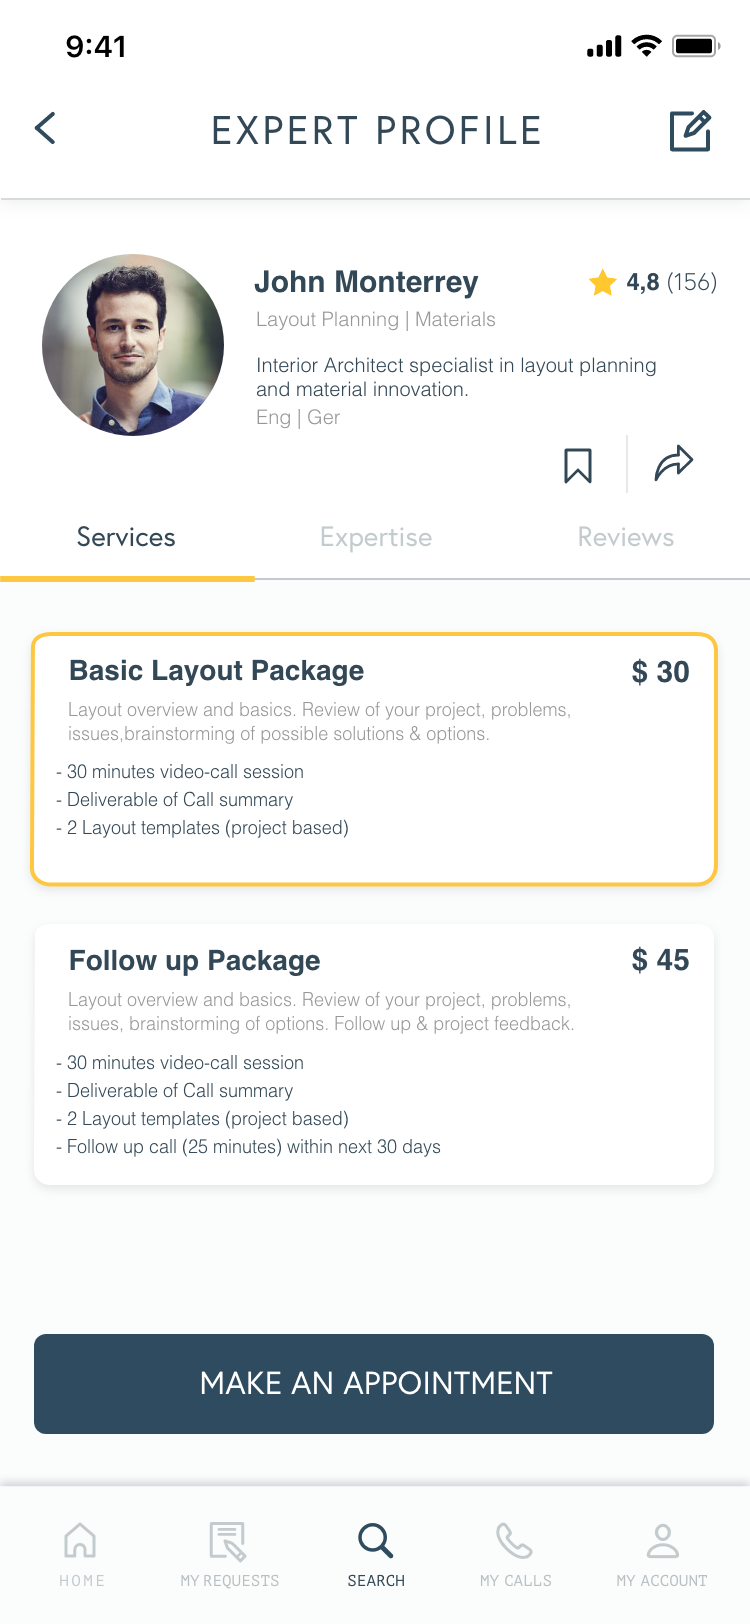 9:41
EXPERT PROFILE
John Monterrey
4,8 (156)
Layout Planning | Materials
Interior Architect specialist in layout planning
and material innovation.
Eng | Ger
Services Expertise Reviews
Basic Layout Package $ 30
Layout overview and basics. Review of your project, problems,
issues,brainstorming of possible solutions & options.
- 30 minutes video-call session
- Deliverable of Call summary
- 2 Layout templates (project based)
Follow up Package $ 45
Layout overview and basics. Review of your project, problems,
issues, brainstorming of options. Follow up & project feedback.
- 30 minutes video-call session
- Deliverable of Call summary
- 2 Layout templates (project based)
- Follow up call (25 minutes) within next 30 days
MAKE AN APPOINTMENT
HOME MY REQUESTS SEARCH MY CALLS MY ACCOUNT